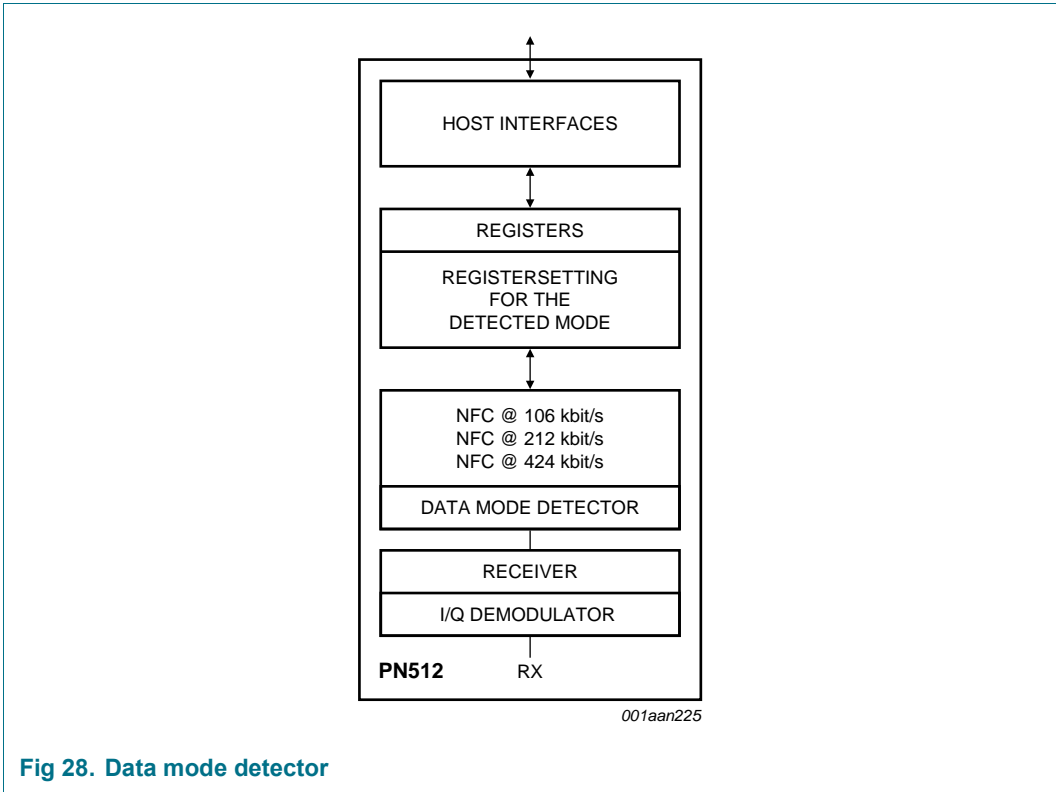 HOST INTERFACES
REGISTERS
REGISTERSETTING
FOR THE
DETECTED MODE
NFC @ 106 kbit/s
NFC @ 212 kbit/s
NFC @ 424 kbit/s
DATA MODE DETECTOR
RECEIVER
I/Q DEMODULATOR
PN512 RX
001aan225
Fig 28. Data mode detector